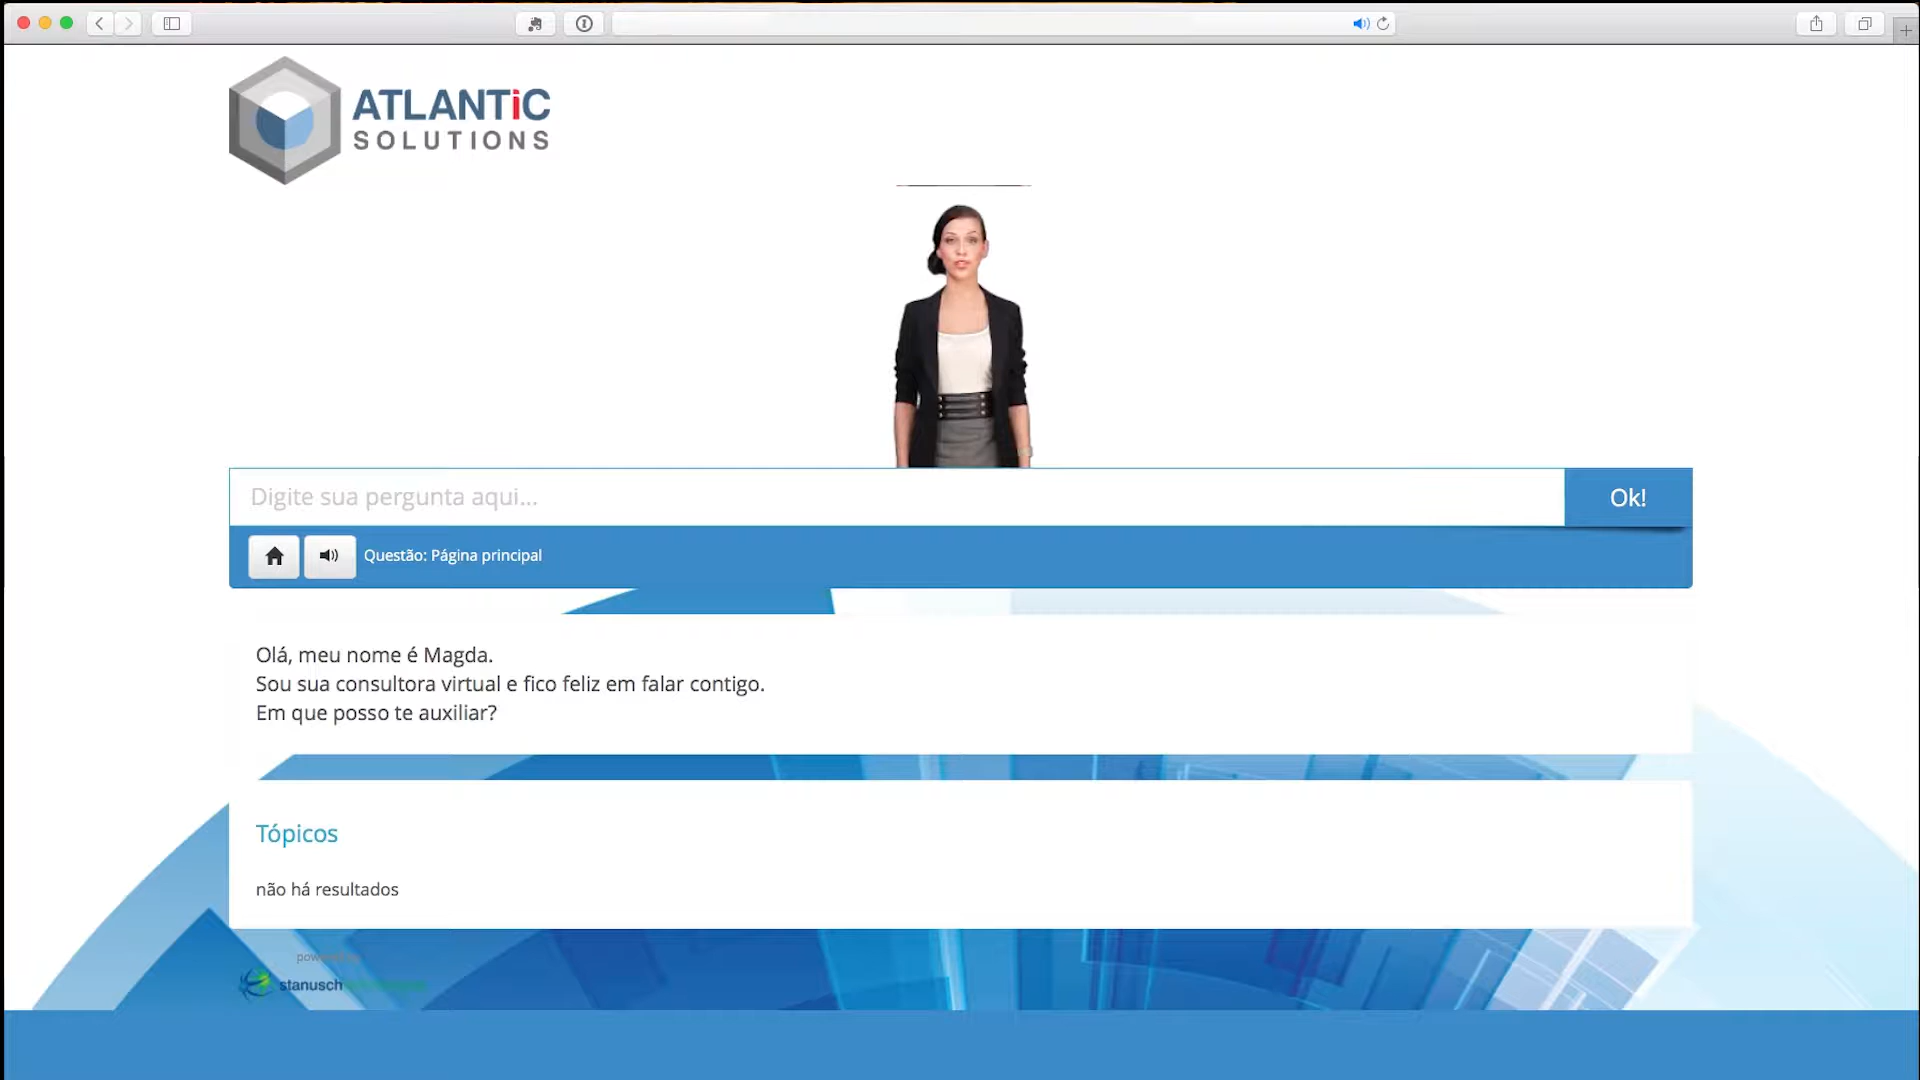 ATLANTiC
SOLUTIONS
Digite sua pergunta aqui...
Ok!
Questão: Página principal
Olá, meu nome é Magda.
Sou sua consultora virtual e fico feliz em falar contigo.
Em que posso te auxiliar?
Tópicos
não há resultados
stanusch